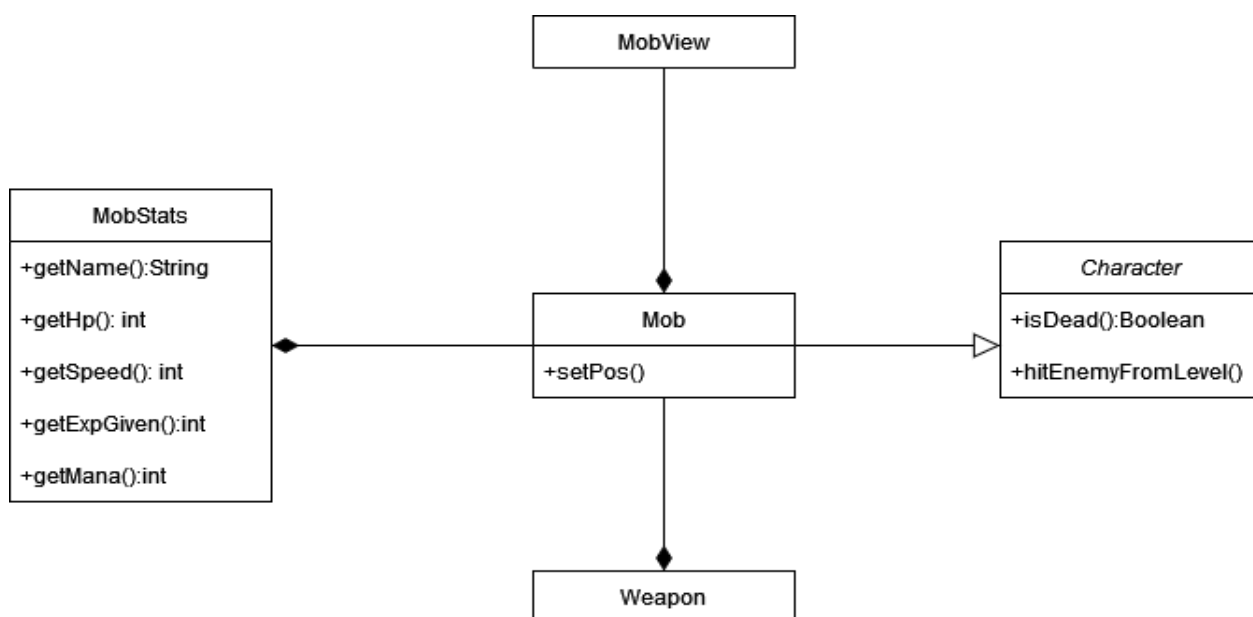 MobView
MobStats
+getName():String
+getHp(): int
+getSpeed(): int
+getExpGiven():int
+getMana():int
Mob
+setPos()
Character
+isDead():Boolean
+hitEnemyFromLevel()
Weapon